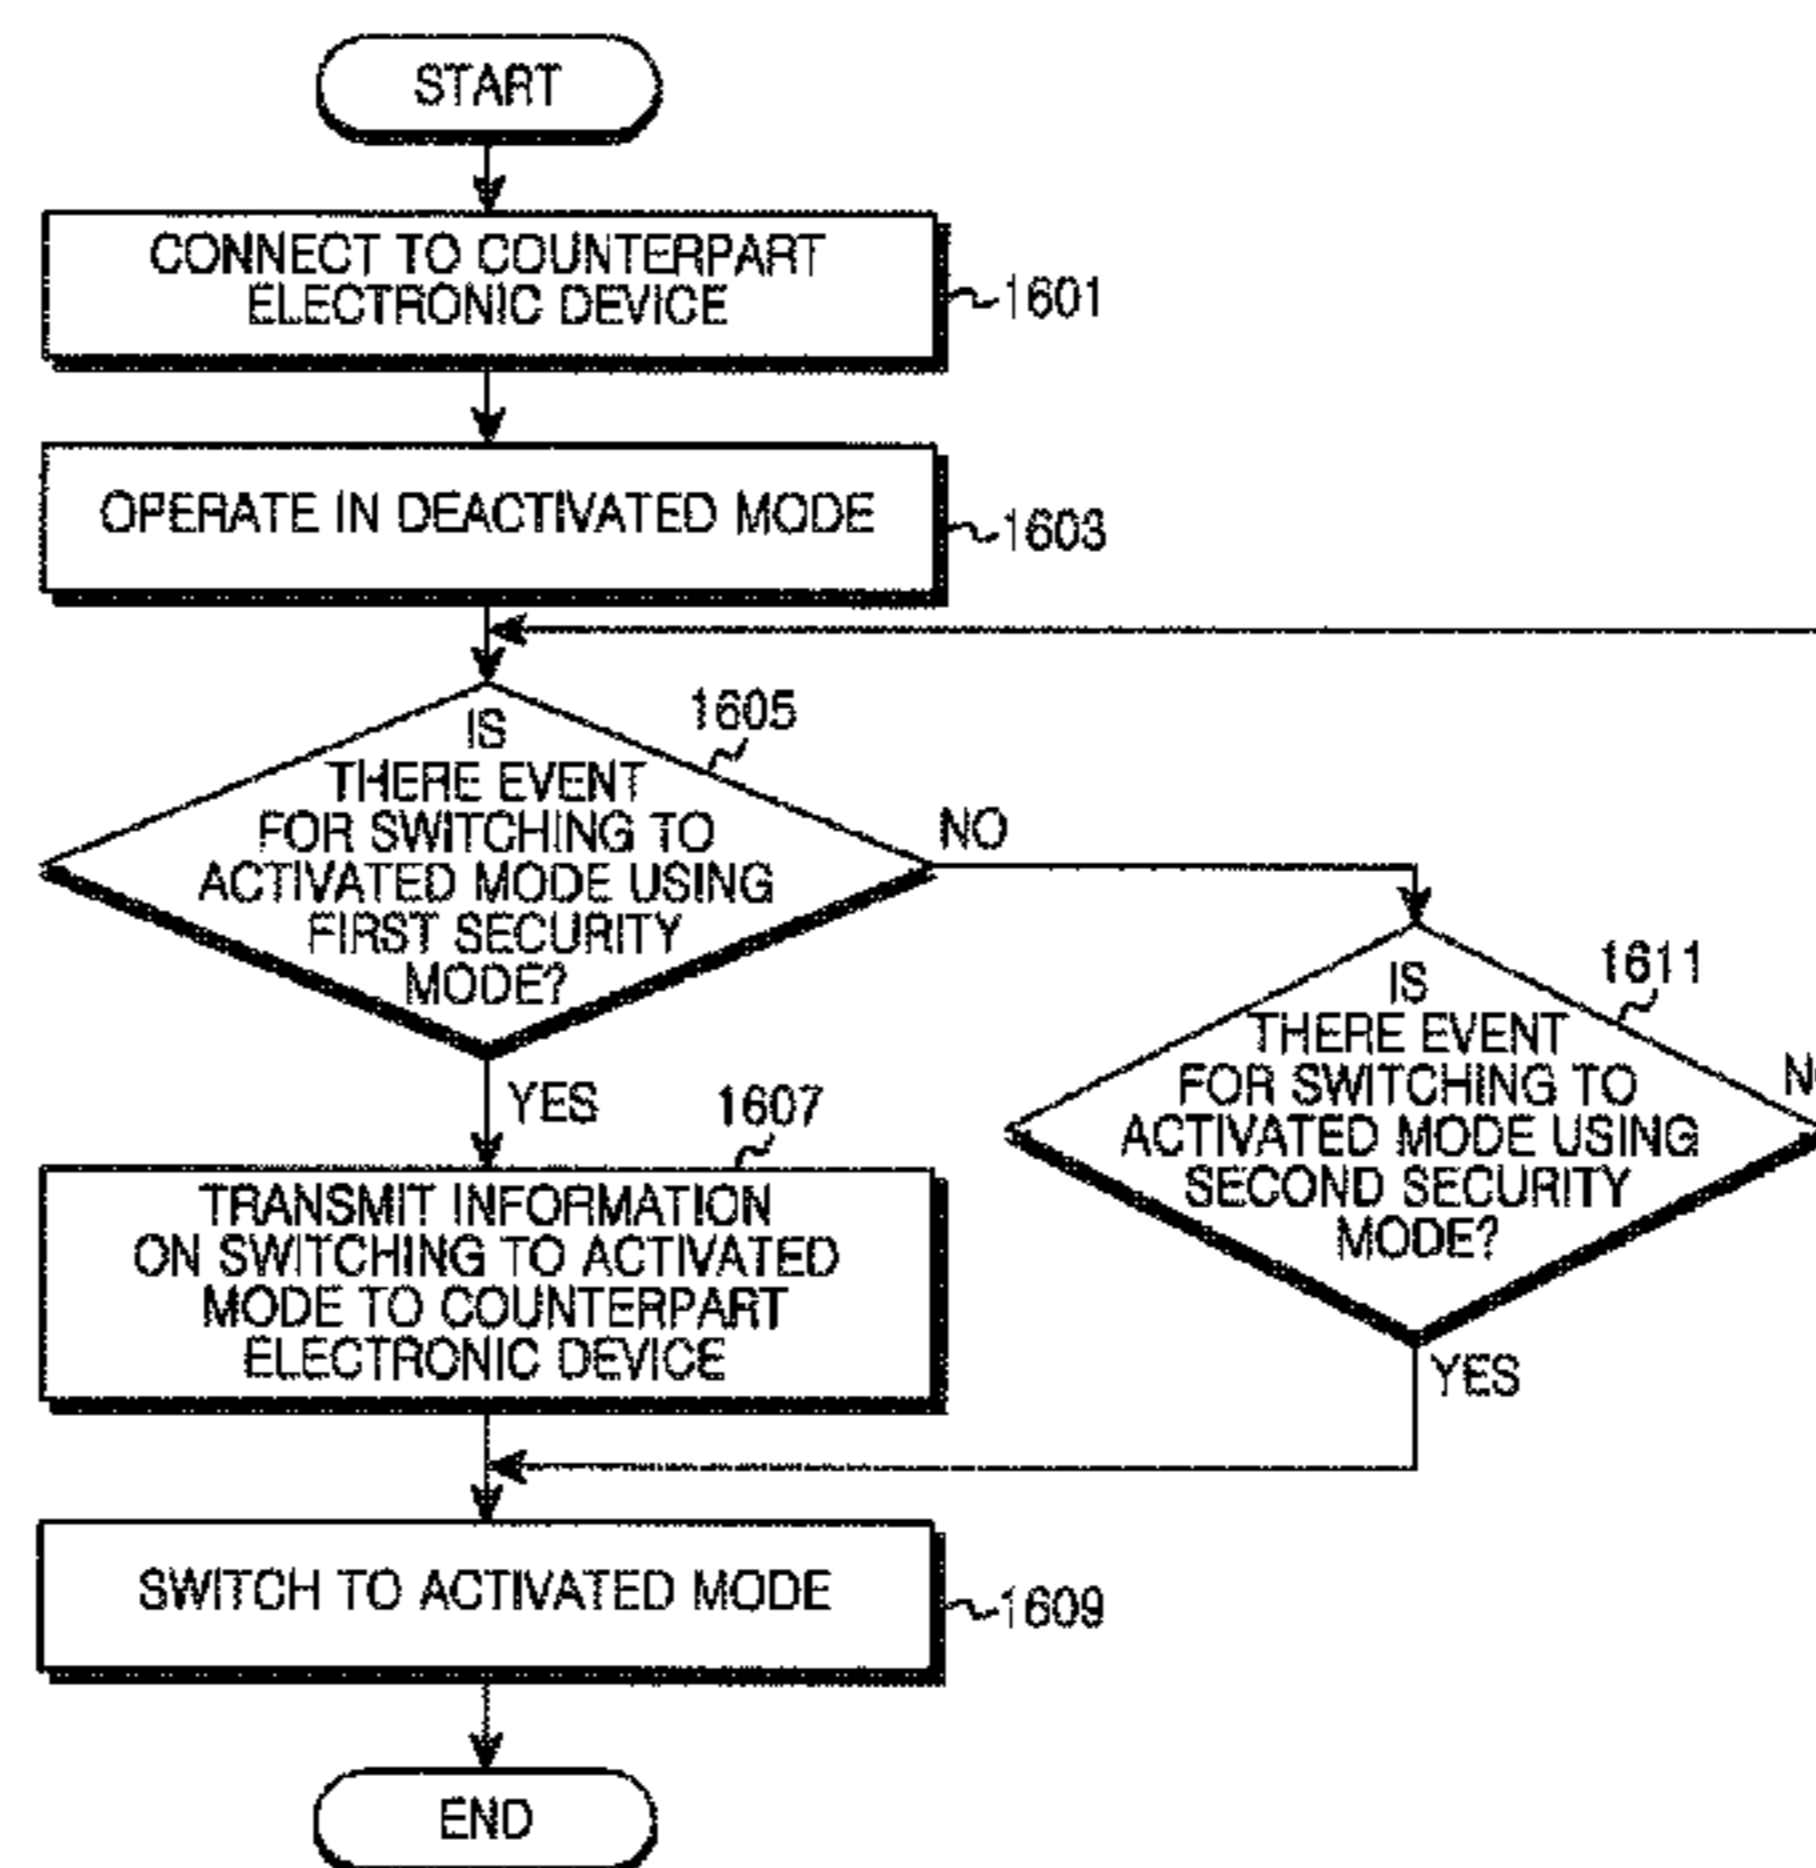 START
CONNECT TO COUNTERPART
ELECTRONIC DEVICE
1601
OPERATE IN DEACTIVATED MODE
1603
1605
IS
THERE EVENT
FOR SWITCHING TO
ACTIVATED MODE USING
FIRST SECURITY
MODE?
NO
YES
1611
IS
THERE EVENT
FOR SWITCHING TO
ACTIVATED MODE USING
SECOND SECURITY
MODE?
YES
1607
TRANSMIT INFORMATION
ON SWITCHING TO ACTIVATED
MODE TO COUNTERPART
ELECTRONIC DEVICE
SWITCH TO ACTIVATED MODE
1609
END